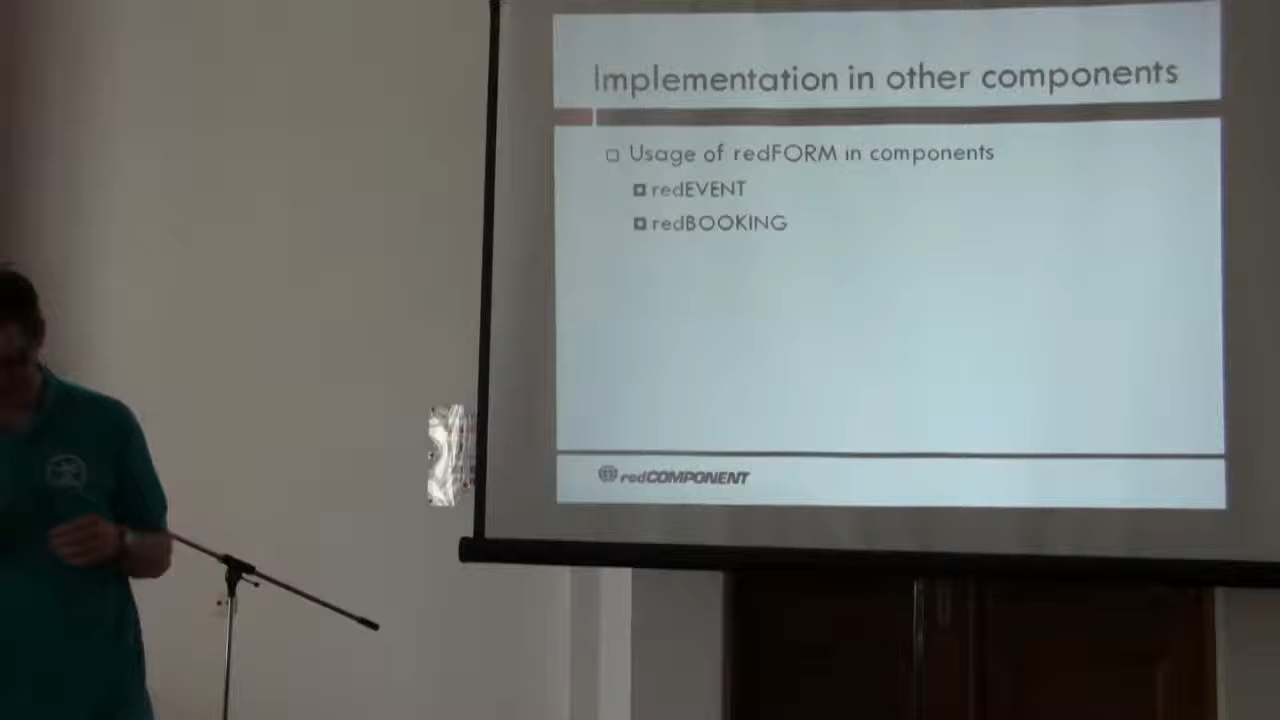 Implementation in other components
Usage of redFORM in components
redEVENT
redBOOKING
redCOMPONENT